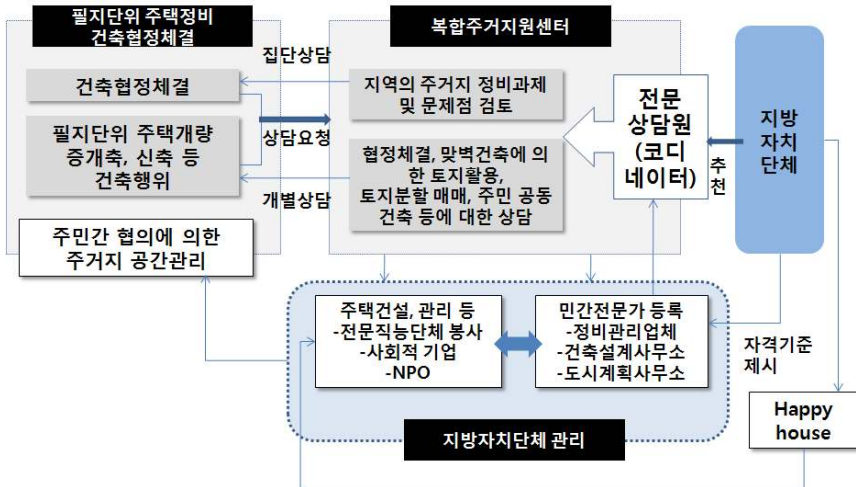 필지단위 주택정비
건축협정체결
복합주거지원센터
집단상담
건축협정체결
지역의 주거지 정비과제
및 문제점 검토
전문
상담원
(코디
네이터)
지방
자치
단체
상담요청
추
천
필지단위 주택개량
증개축, 신축 등
건축행위
협정체결, 맞벽건축에 의
한 토지활용,
토지분할 매매, 주민 공동
건축 등에 대한 상담
개별상담
주민간 협의에 의한
주거지 공간관리
주택건설, 관리 등
-전문직능단체 봉사
-사회적 기업
-NPO
민간전문가 등록
-정비관리업체
-건축설계사무소
-도시계획사무소
자격기준
제시
Happy
house
지방자치단체 관리